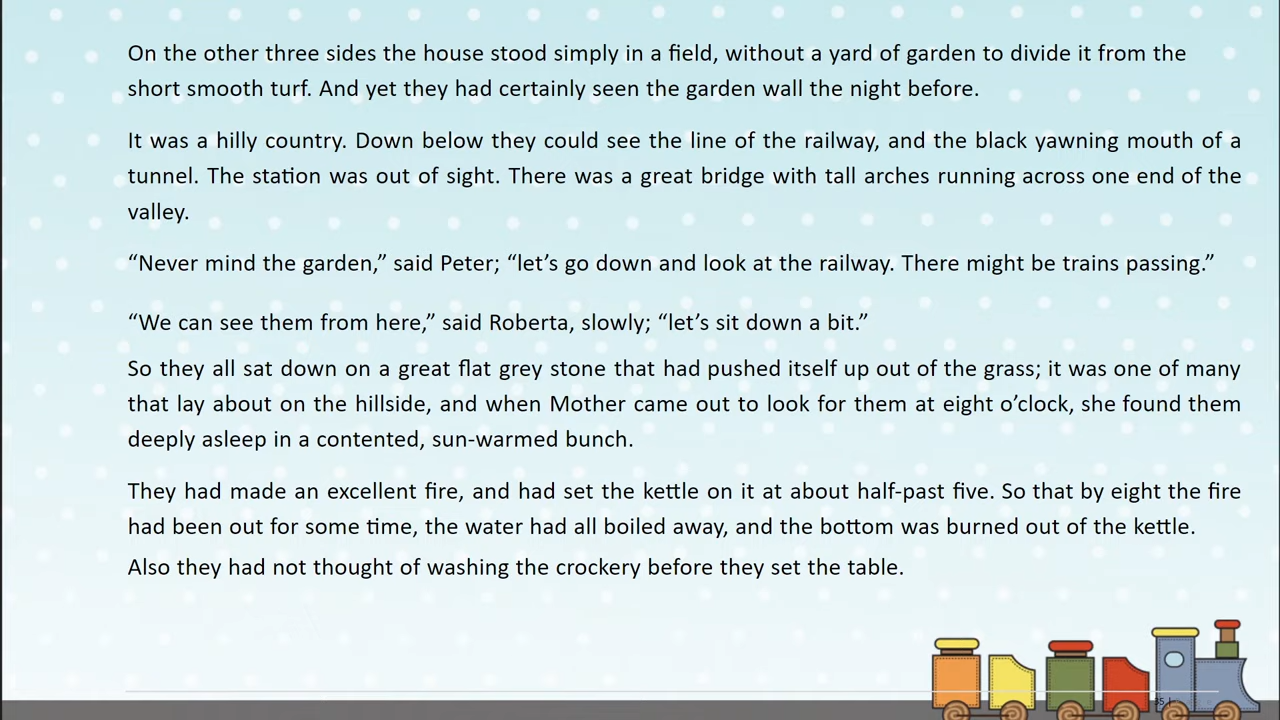 On the other three sides the house stood simply in a field, without a yard of garden to divide it from the
short smooth turf. And yet they had certainly seen the garden wall the night before.
It was a hilly country. Down below they could see the line of the railway, and the black yawning mouth of a
tunnel. The station was out of sight. There was a great bridge with tall arches running across one end of the
valley.
“Never mind the garden,” said Peter; “let’s go down and look at the railway. There might be trains passing.”
“We can see them from here,” said Roberta, slowly; “let’s sit down a bit.”
So they all sat down on a great flat grey stone that had pushed itself up out of the grass; it was one of many
that lay about on the hillside, and when Mother came out to look for them at eight o’clock, she found them
deeply asleep in a contented, sun-warmed bunch.
They had made an excellent fire, and had set the kettle on it at about half-past five. So that by eight the fire
had been out for some time, the water had all boiled away, and the bottom was burned out of the kettle.
Also they had not thought of washing the crockery before they set the table.